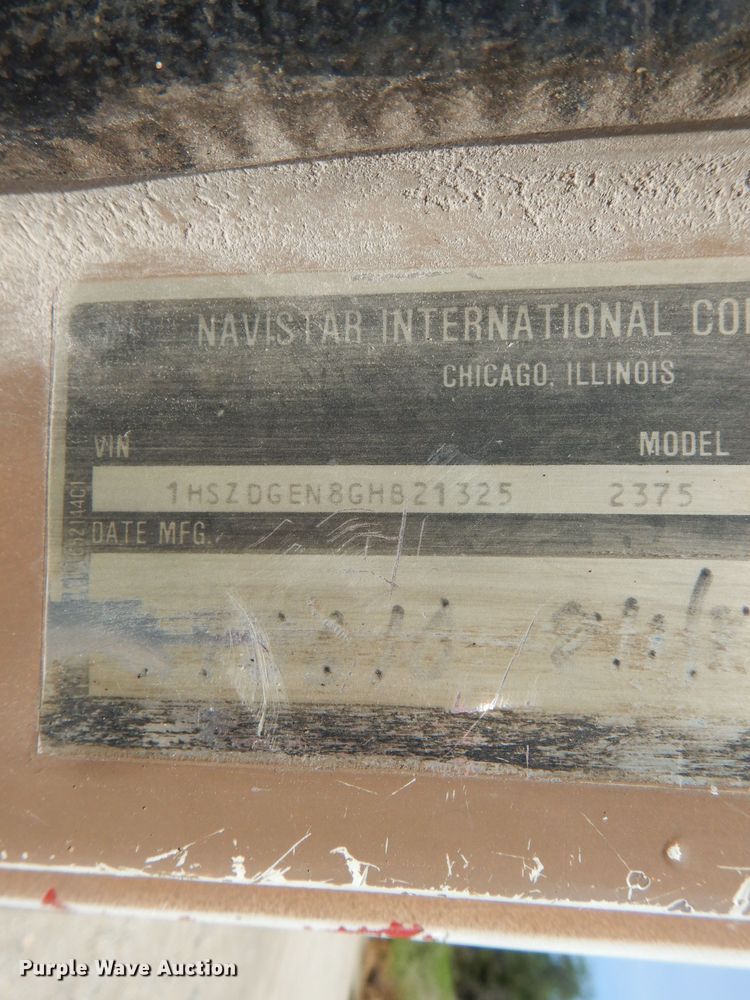 NAVISTAR INTERNATIONAL CO
CHICAGO, ILLINOIS
VIN MODEL
1HSZDGEN8GHB21325 2375
DATE MFG.
Purple Wave Auction